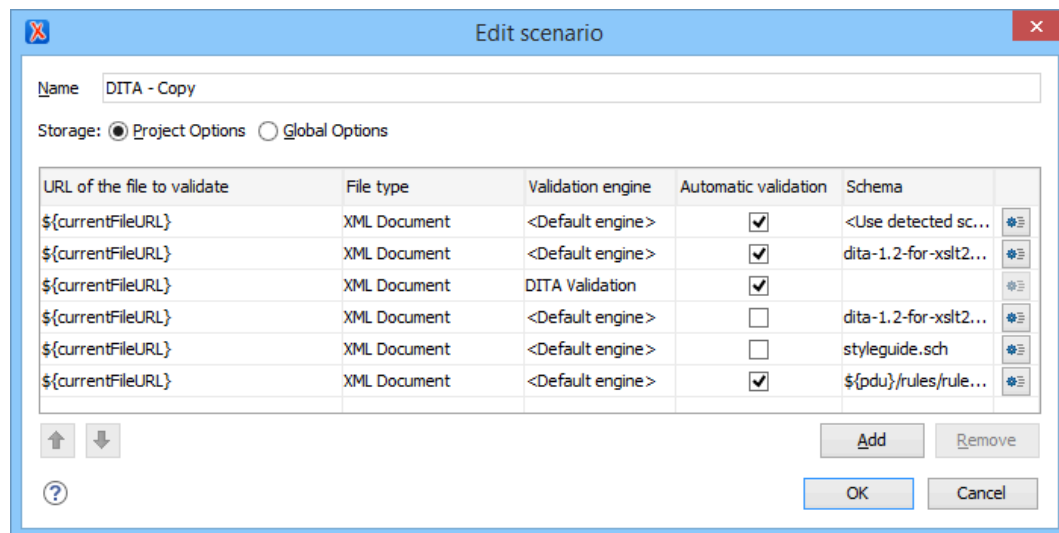 Edit scenario
Name DITA - Copy
Storage: Project Options Global Options
URL of the file to validate File type Validation engine Automatic validation Schema
${currentFileURL} XML Document <Default engine> <Use detected sc...
${currentFileURL} XML Document <Default engine> dita-1.2-for-xslt2...
${currentFileURL} XML Document DITA Validation
${currentFileURL} XML Document <Default engine> dita-1.2-for-xslt2...
${currentFileURL} XML Document <Default engine> styleguide.sch
${currentFileURL} XML Document <Default engine> ${pdu}/rules/rule...
Add Remove
? OK Cancel